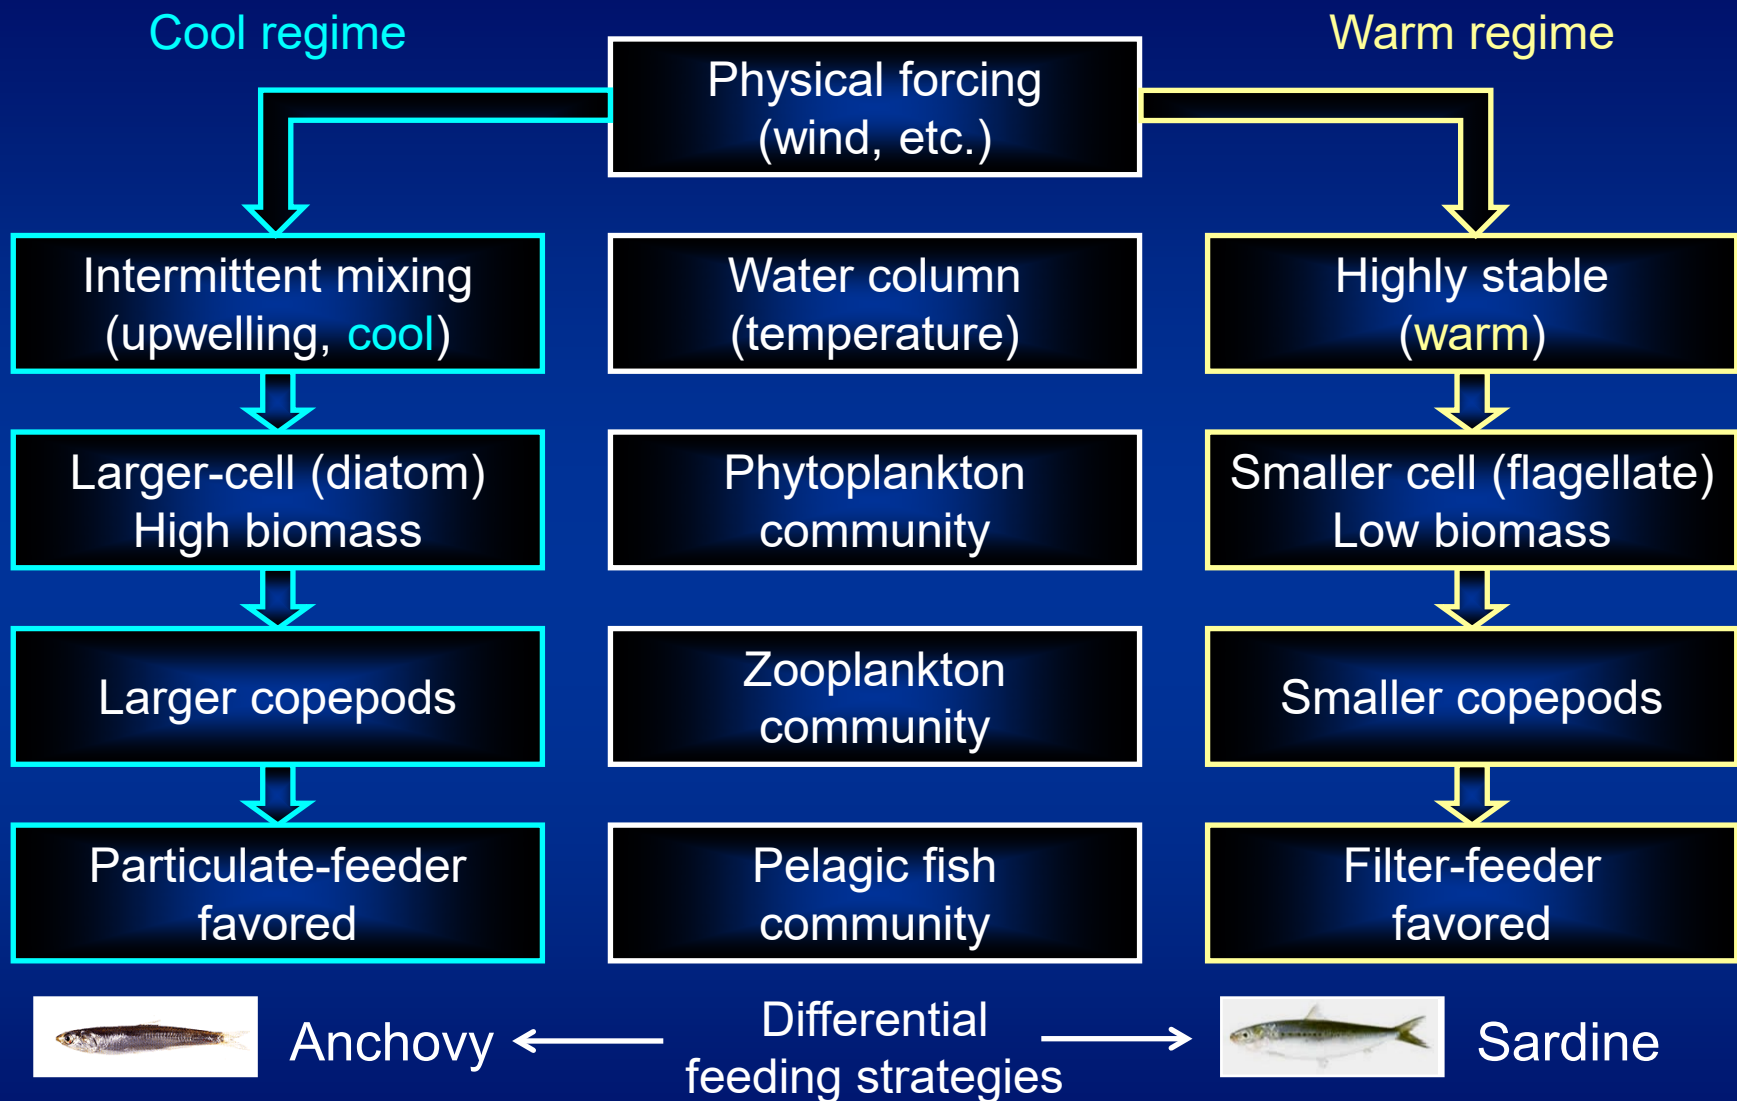 Cool regime
Warm regime
Physical forcing
(wind, etc.)
Intermittent mixing
(upwelling, cool)
Water column
(temperature)
Highly stable
(warm)
Larger-cell (diatom)
High biomass
Phytoplankton
community
Smaller cell (flagellate)
Low biomass
Larger copepods
Zooplankton
community
Smaller copepods
Particulate-feeder
favored
Pelagic fish
community
Filter-feeder
favored
Anchovy
Differential
feeding strategies
Sardine